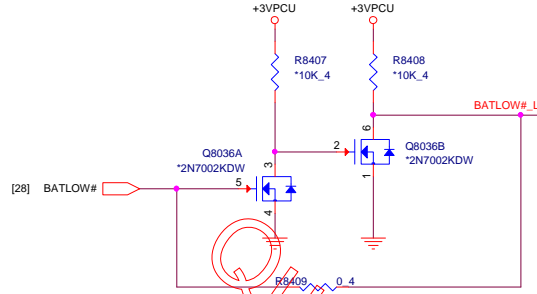 +3VPCU +3VPCU
R8407 R8408
*10K_4 *10K_4
BATLOW#_L
6
Q8036A 2 Q8036B
*2N7002KDW 3 *2N7002KDW
[28] BATLOW# 5 1
4
R8409 0_4